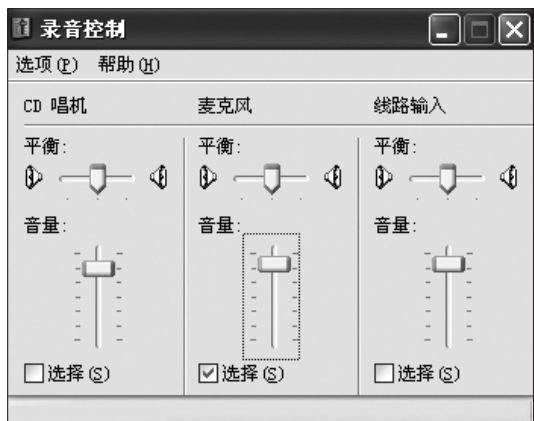 录音控制
选项(P) 帮助(H)
CD 唱机 麦克风 线路输入
平衡: 平衡: 平衡:
音量: 音量: 音量:
选择(S) 选择(S) 选择(S)